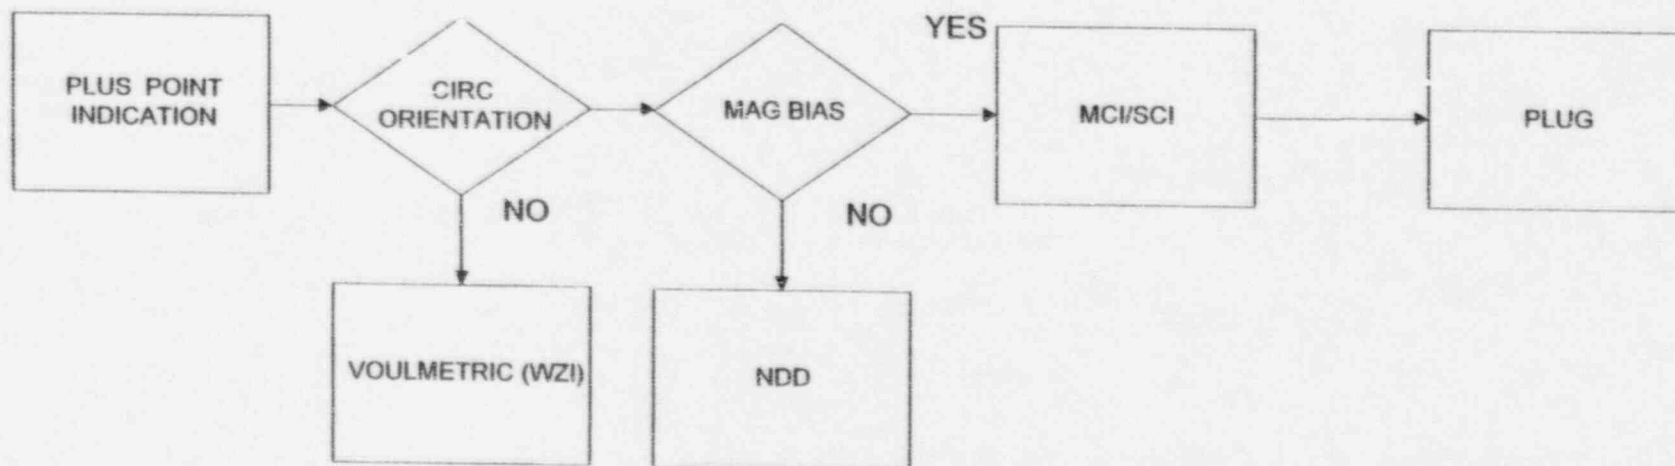 PLUS POINT
INDICATION
CIRC
ORIENTATION
MAG BIAS
YES
MCI/SCI
PLUG
NO
NO
VOULMETRIC (WZI)
NDD